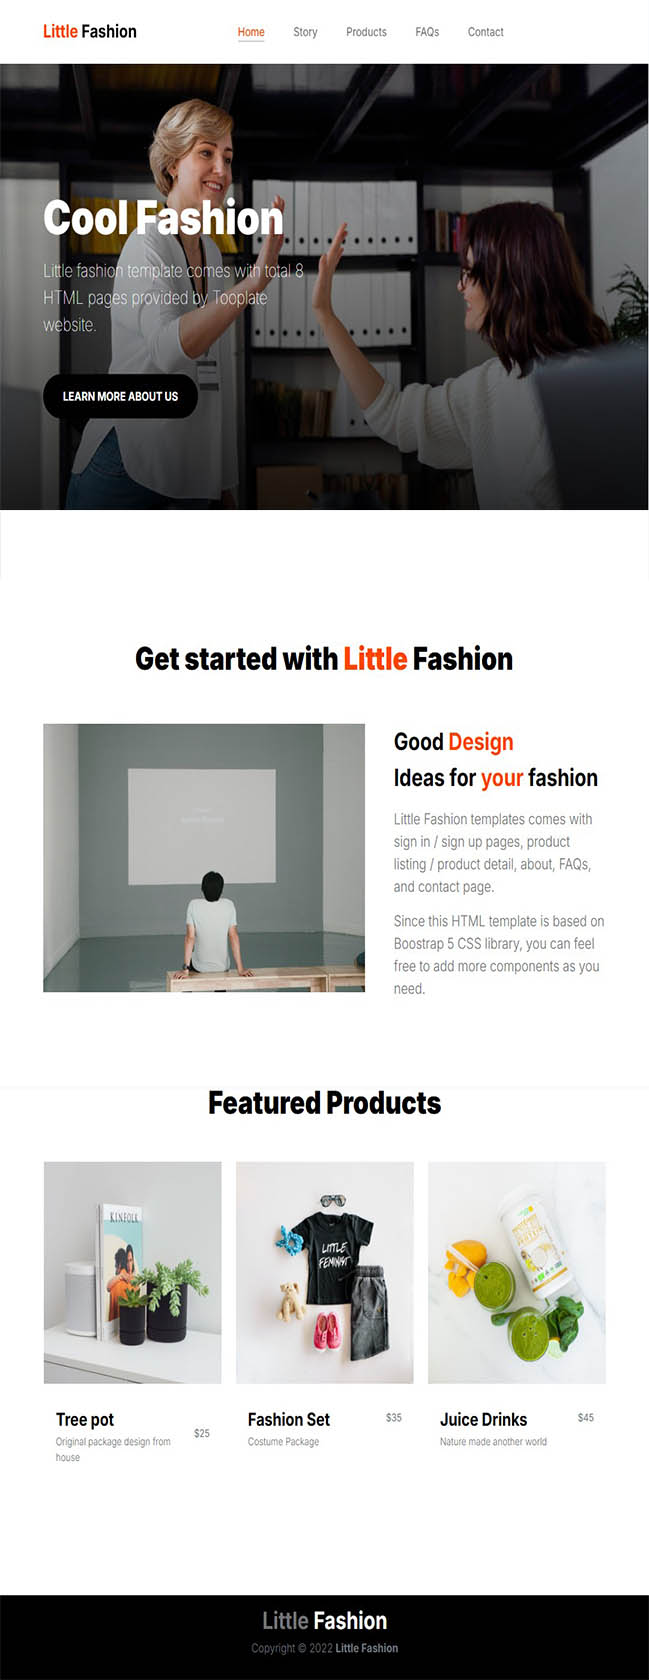 Little Fashion
Home
Story
Products
FAQs
Contact
Cool Fashion
Little fashion template comes with total 8
HTML pages provided by Tooplate
website.
LEARN MORE ABOUT US
Get started with Little Fashion
Good Design
Ideas for your fashion
Little Fashion templates comes with
sign in / sign up pages, product
listing / product detail, about, FAQs,
and contact page.
Since this HTML template is based on
Boostrap 5 CSS library, you can feel
free to add more components as you
need.
Featured Products
KINFOLK
LITTLE
FEMINIST
Tree pot
Original package design from
house
$25
Fashion Set
Costume Package
$35
Juice Drinks
Nature made another world
$45
Little Fashion
Copyright © 2022 Little Fashion